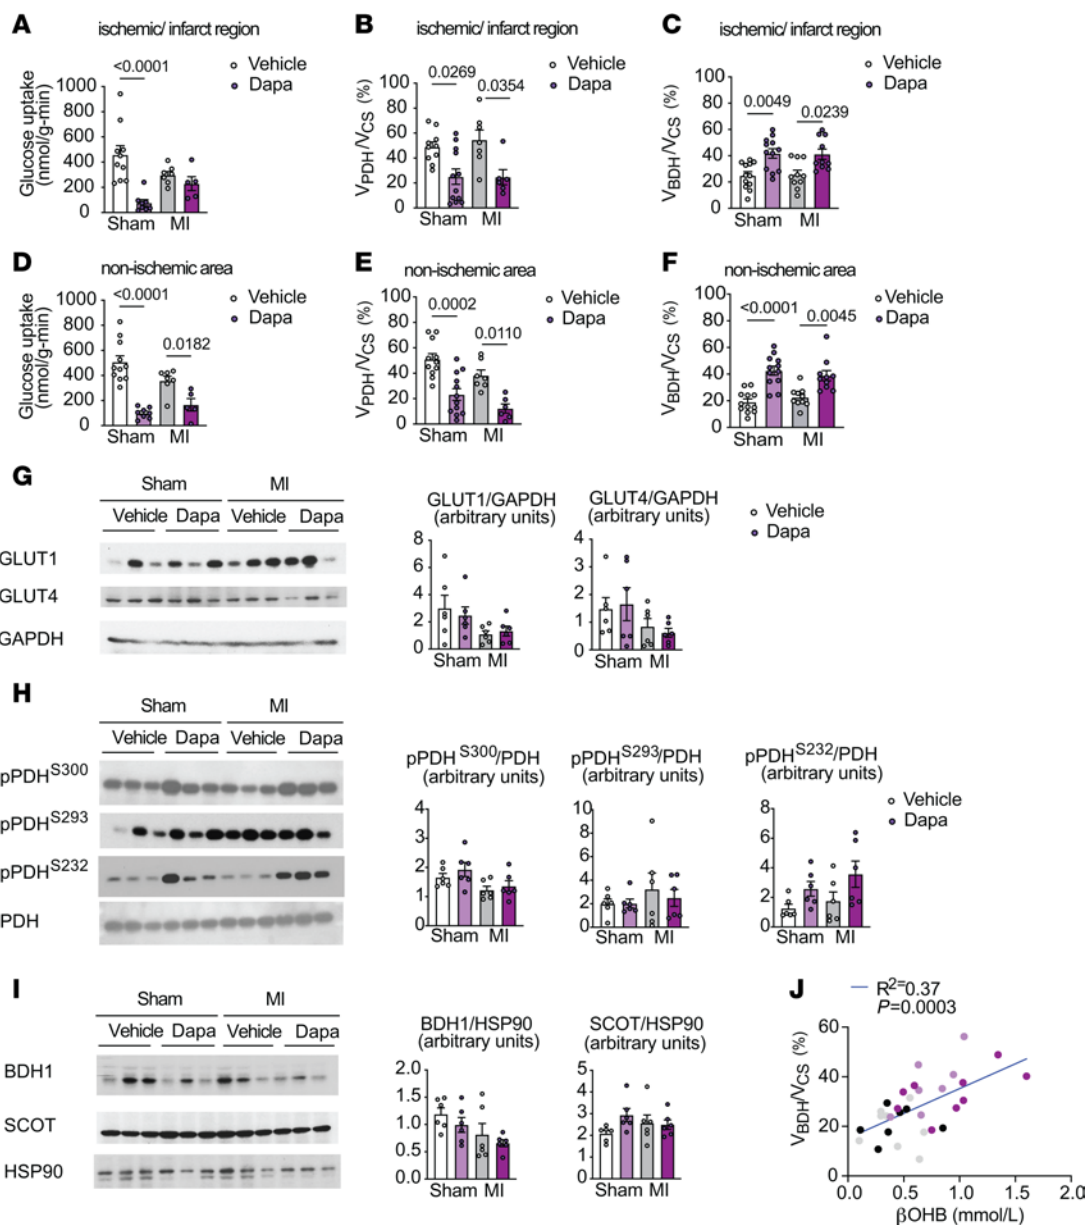 A
ischemic/ infarct region
Glucose uptake
(nmol/g-min)
1000
800
600
400
200
0
<0.0001
Vehicle
Dapa
Sham MI
B
ischemic/ infarct region
VPDH/VCS (%)
100
80
60
40
20
0
0.0269
0.0354
Vehicle
Dapa
Sham MI
C
ischemic/ infarct region
VBDH/VCS (%)
100
80
60
40
20
0
0.0049
0.0239
Vehicle
Dapa
Sham MI
D
non-ischemic area
Glucose uptake
(nmol/g-min)
1000
800
600
400
200
0
<0.0001
0.0182
Vehicle
Dapa
Sham MI
E
non-ischemic area
VPDH/VCS (%)
100
80
60
40
20
0
0.0002
0.0110
Vehicle
Dapa
Sham MI
F
non-ischemic area
VBDH/VCS (%)
100
80
60
40
20
0
<0.0001
0.0045
Vehicle
Dapa
Sham MI
G
Sham MI
Vehicle Dapa Vehicle Dapa
GLUT1
GLUT4
GAPDH
GLUT1/GAPDH
(arbitrary units)
8
6
4
2
0
Sham MI
GLUT4/GAPDH
(arbitrary units)
4
3
2
1
0
Sham MI
Vehicle
Dapa
H
Sham MI
Vehicle Dapa Vehicle Dapa
pPDHS300
pPDHS293
pPDHS232
PDH
pPDHS300/PDH
(arbitrary units)
4
3
2
1
0
Sham MI
pPDHS293/PDH
(arbitrary units)
10
8
6
4
2
0
Sham MI
pPDHS232/PDH
(arbitrary units)
8
6
4
2
0
Sham MI
Vehicle
Dapa
I
Sham MI
Vehicle Dapa Vehicle Dapa
BDH1
SCOT
HSP90
BDH1/HSP90
(arbitrary units)
2.0
1.5
1.0
0.5
0.0
Sham MI
SCOT/HSP90
(arbitrary units)
5
4
3
2
1
0
Sham MI
J
R2=0.37
P=0.0003
VBDH/VCS (%)
60
40
20
0
0.0 0.5 1.0 1.5 2.0
βOHB (mmol/L)